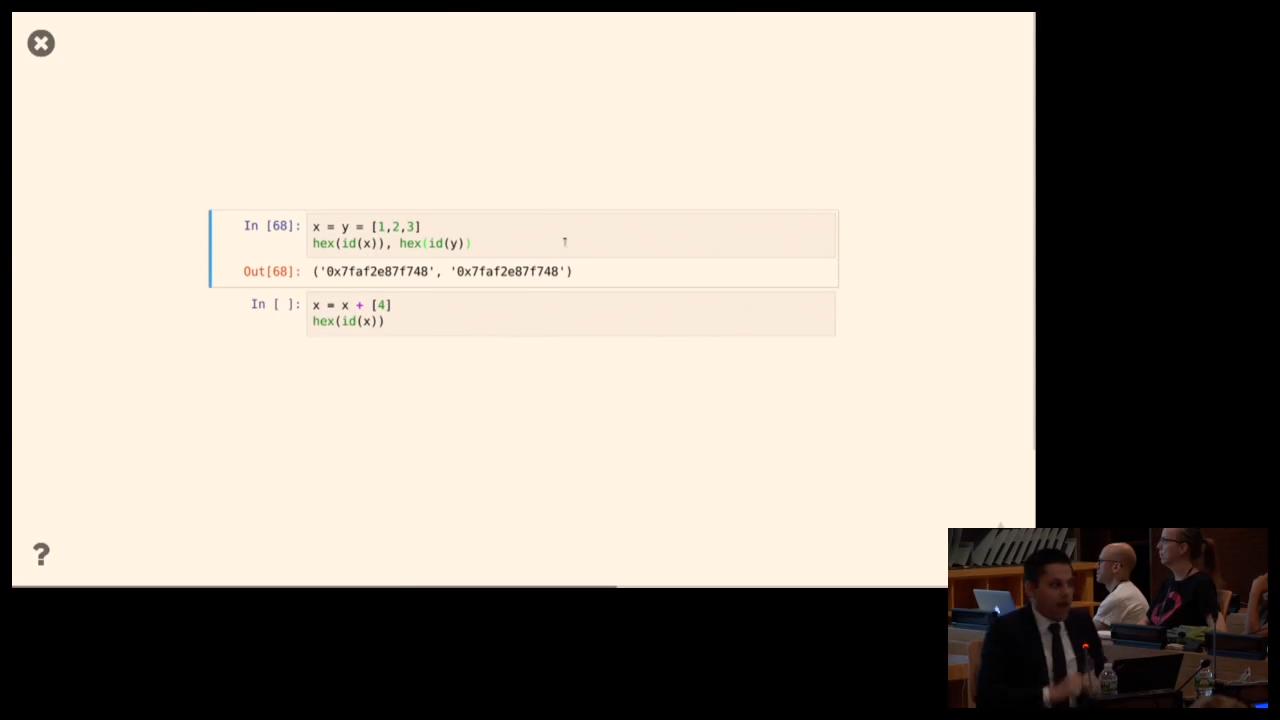 In [68]: x = y = [1,2,3]
hex(id(x)), hex(id(y))
Out[68]: ('0x7faf2e87f748', '0x7faf2e87f748')
In [ ]: x = x + [4]
hex(id(x))
?